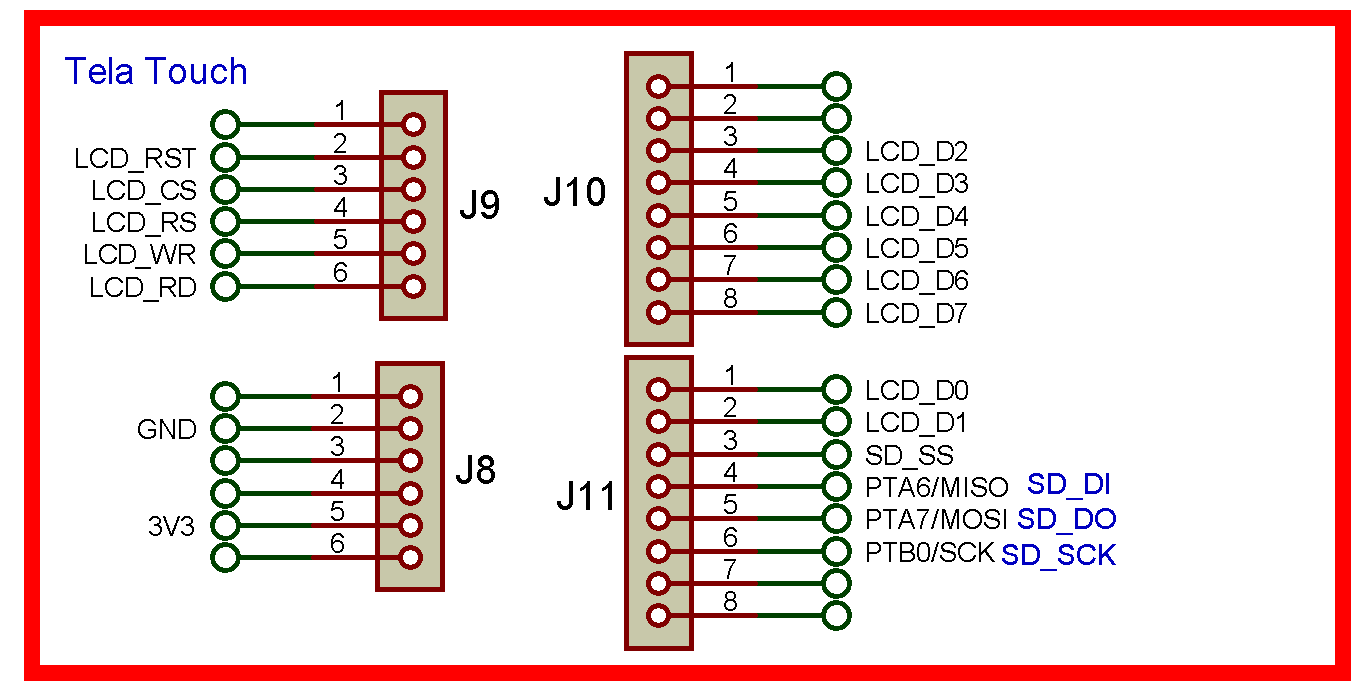 Tela Touch
1
LCD_RST 2
LCD_CS 3
LCD_RS 4
LCD_WR 5
LCD_RD 6
J9
1
2
3 LCD_D2
4 LCD_D3
5 LCD_D4
6 LCD_D5
7 LCD_D6
8 LCD_D7
J10
1
GND 2
3
4
3V3 5
6
J8
1 LCD_D0
2 LCD_D1
3 SD_SS
4 PTA6/MISO SD_DI
5 PTA7/MOSI SD_DO
6 PTB0/SCK SD_SCK
7
8
J11